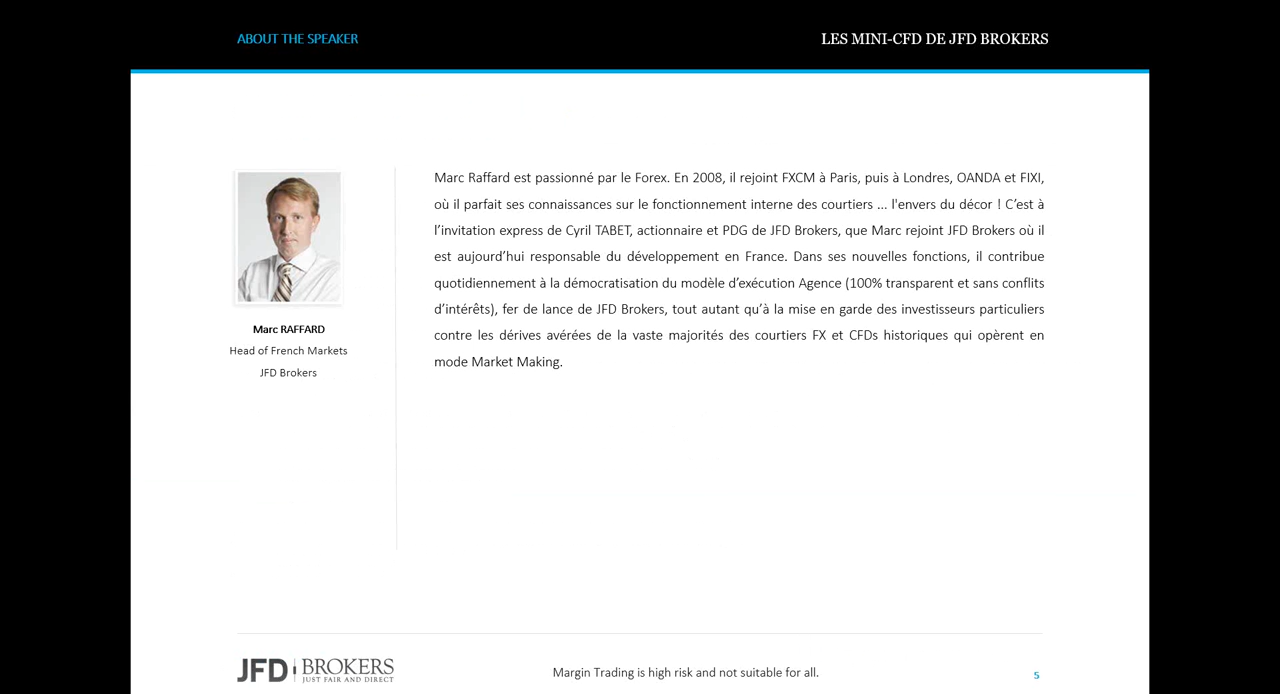 ABOUT THE SPEAKER
LES MINI-CFD DE JFD BROKERS
Marc Raffard est passionné par le Forex. En 2008, il rejoint FXCM à Paris, puis à Londres, OANDA et FIXI,
où il parfait ses connaissances sur le fonctionnement interne des courtiers ... l'envers du décor ! C’est à
l’invitation express de Cyril TABET, actionnaire et PDG de JFD Brokers, que Marc rejoint JFD Brokers où il
est aujourd’hui responsable du développement en France. Dans ses nouvelles fonctions, il contribue
quotidiennement à la démocratisation du modèle d’exécution Agence (100% transparent et sans conflits
d’intérêts), fer de lance de JFD Brokers, tout autant qu’à la mise en garde des investisseurs particuliers
contre les dérives avérées de la vaste majorités des courtiers FX et CFDs historiques qui opèrent en
mode Market Making.
Marc RAFFARD
Head of French Markets
JFD Brokers
JFD BROKERS
JUST FAIR AND DIRECT
Margin Trading is high risk and not suitable for all.
5